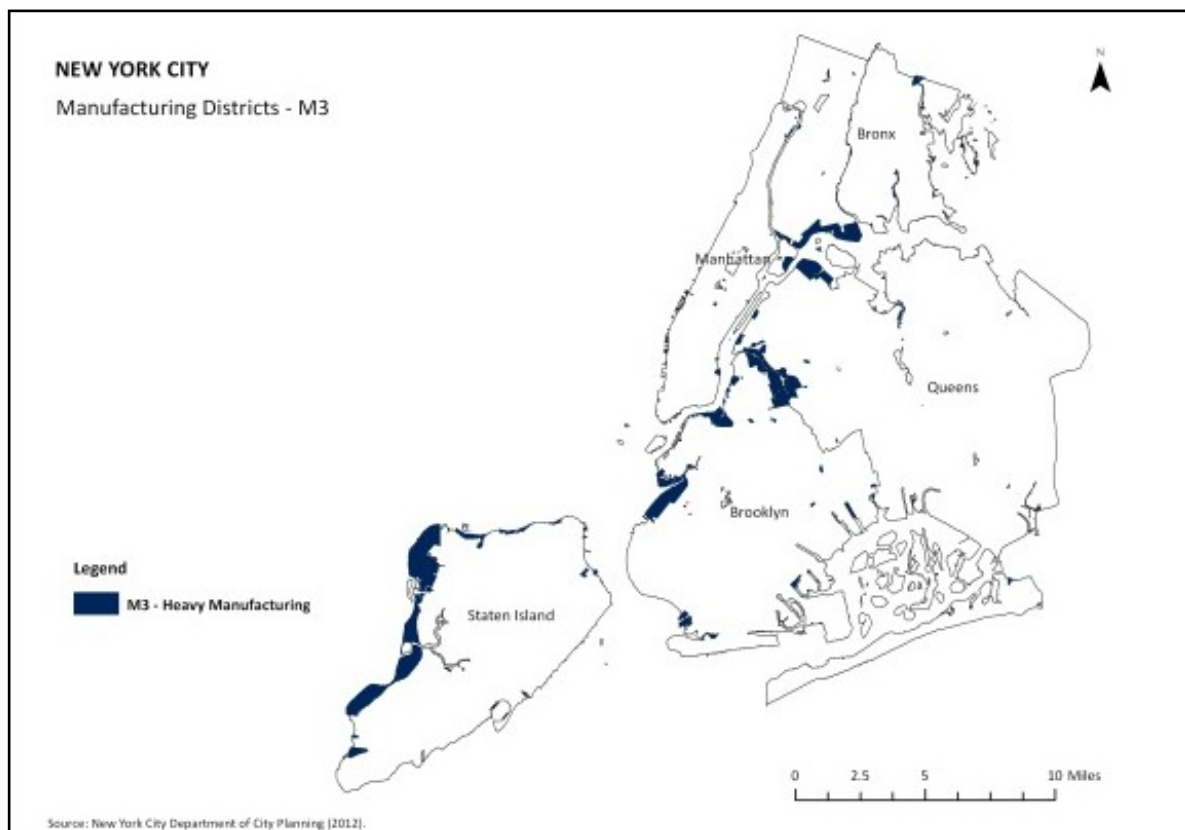 NEW YORK CITY
Manufacturing Districts - M3
N
Bronx
Manhattan
Queens
Brooklyn
Legend
M3 - Heavy Manufacturing
Staten Island
0 2.5 5 10 Miles
Source: New York City Department of City Planning (2012).